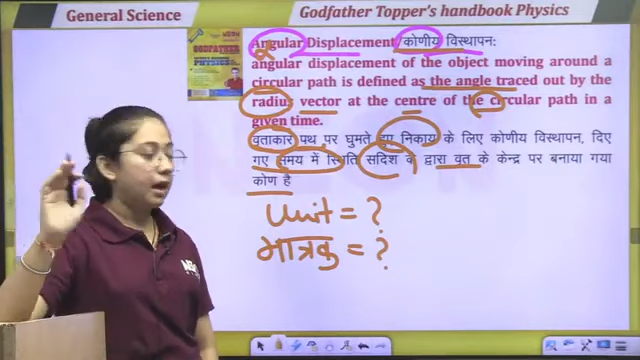 General Science
Godfather Topper's handbook Physics
Angular Displacement कोणीय विस्थापन:
angular displacement of the object moving around a
circular path is defined as the angle traced out by the
radius vector at the centre of the circular path in a
given time.
वृताकार पथ पर घुमते हुए निकाय के लिए कोणीय विस्थापन, दिए
गए समय में स्थिति सदिश के द्वारा वृत के केन्द्र पर बनाया गया
कोण है
unit = ?
मात्रक = ?
GODFATHER